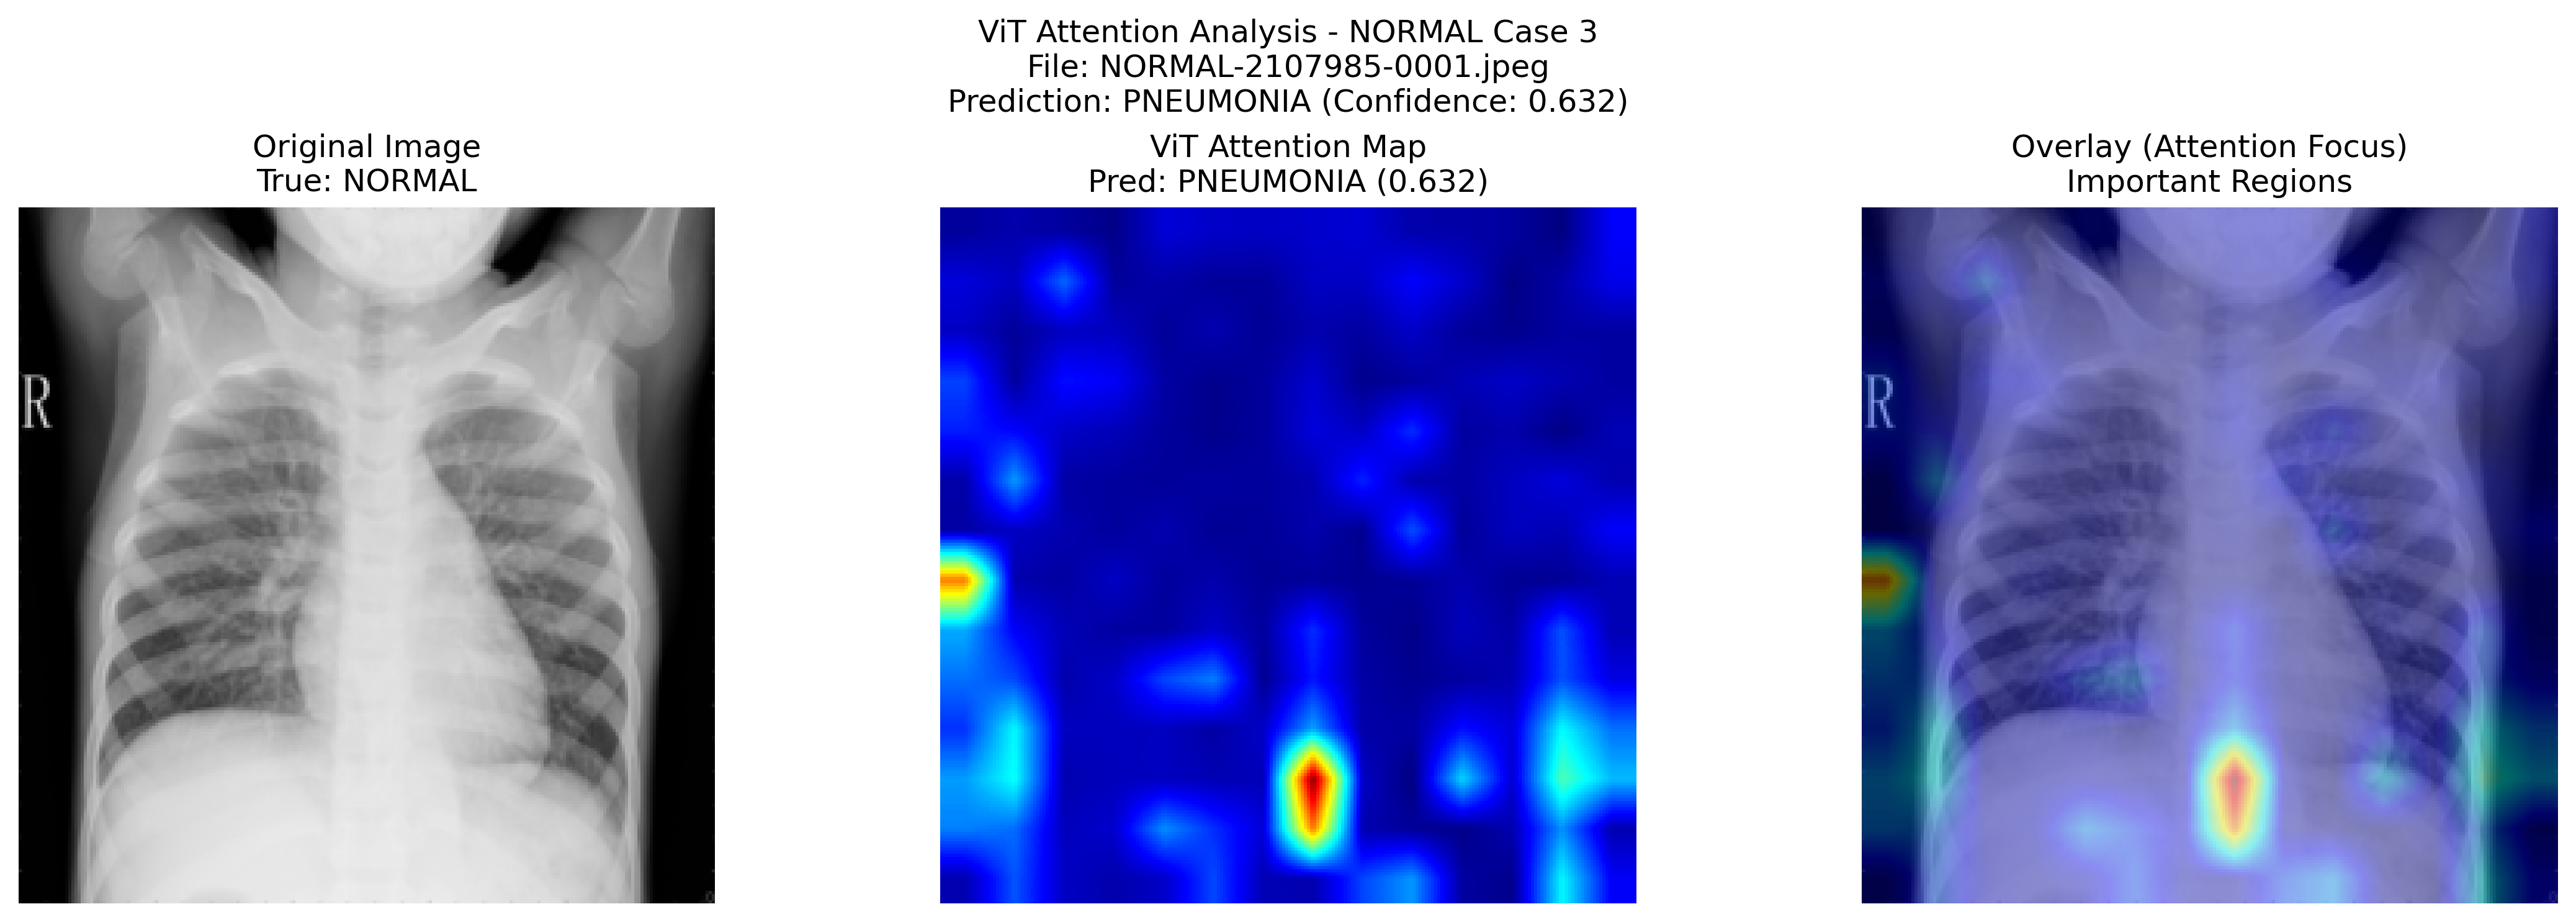 ViT Attention Analysis - NORMAL Case 3
File: NORMAL-2107985-0001.jpeg
Prediction: PNEUMONIA (Confidence: 0.632)
Original Image
True: NORMAL
ViT Attention Map
Pred: PNEUMONIA (0.632)
Overlay (Attention Focus)
Important Regions
R
R